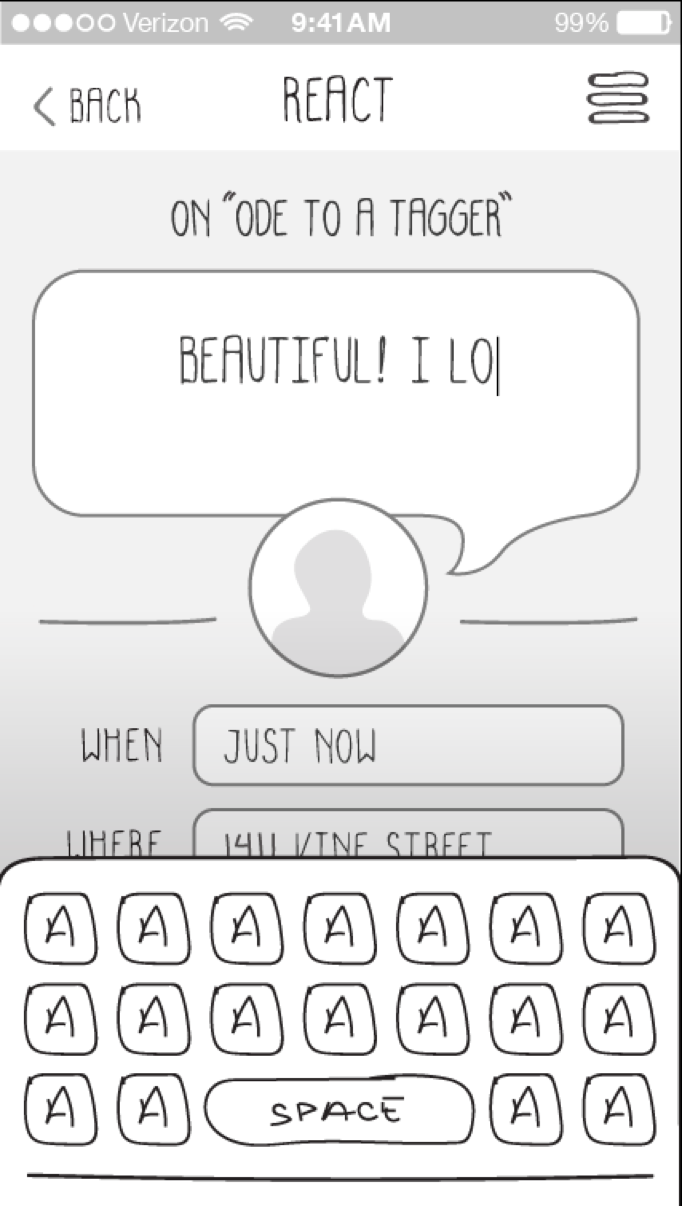 Verizon 9:41 AM 99%
BACK REACT
ON "ODE TO A TAGGER"
BEAUTIFUL! I LO
WHEN JUST NOW
WHERE 1411 VINE STREET
A A A A A A A
A A A A A A A
A A SPACE A A